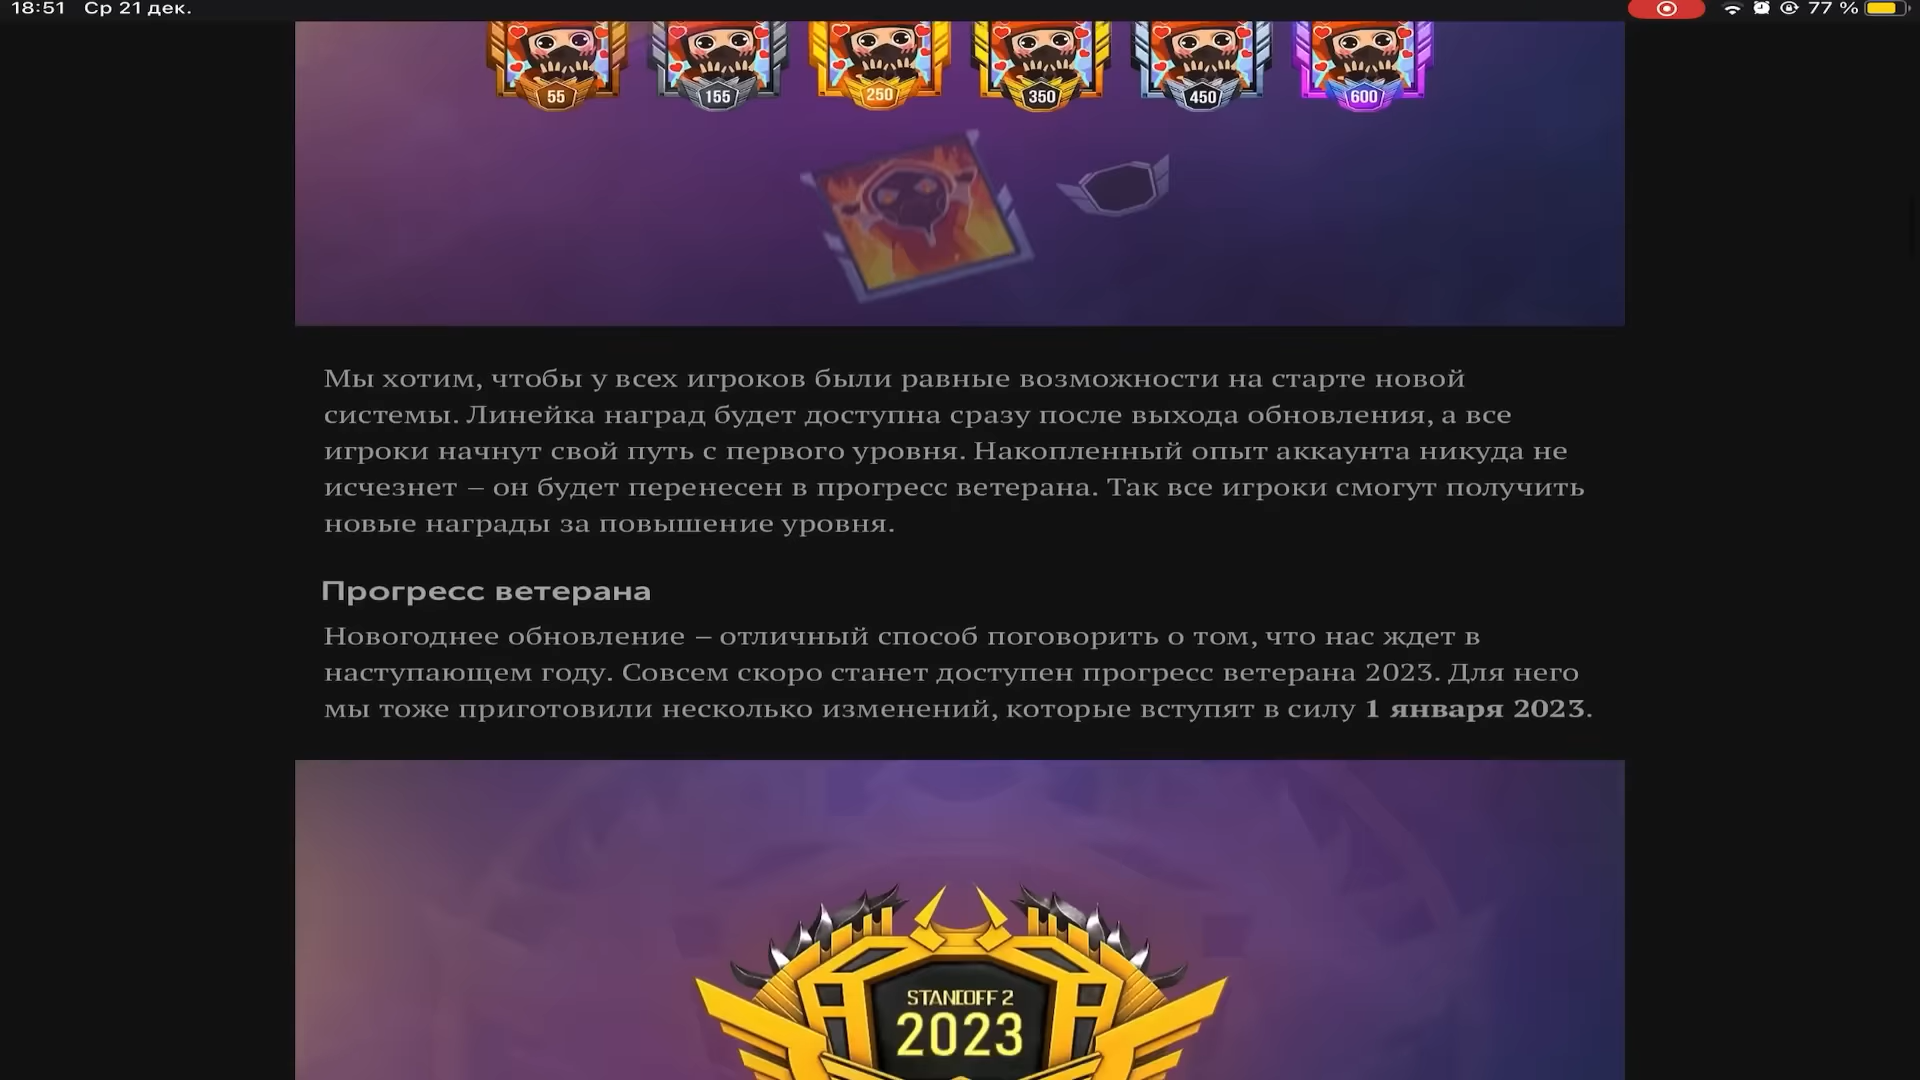 18:51 Ср 21 дек.
77 %
55 155 250 350 450 600
Мы хотим, чтобы у всех игроков были равные возможности на старте новой
системы. Линейка наград будет доступна сразу после выхода обновления, а все
игроки начнут свой путь с первого уровня. Накопленный опыт аккаунта никуда не
исчезнет – он будет перенесен в прогресс ветерана. Так все игроки смогут получить
новые награды за повышение уровня.
Прогресс ветерана
Новогоднее обновление – отличный способ поговорить о том, что нас ждет в
наступающем году. Совсем скоро станет доступен прогресс ветерана 2023. Для него
мы тоже приготовили несколько изменений, которые вступят в силу 1 января 2023.
STANDOFF 2
2023